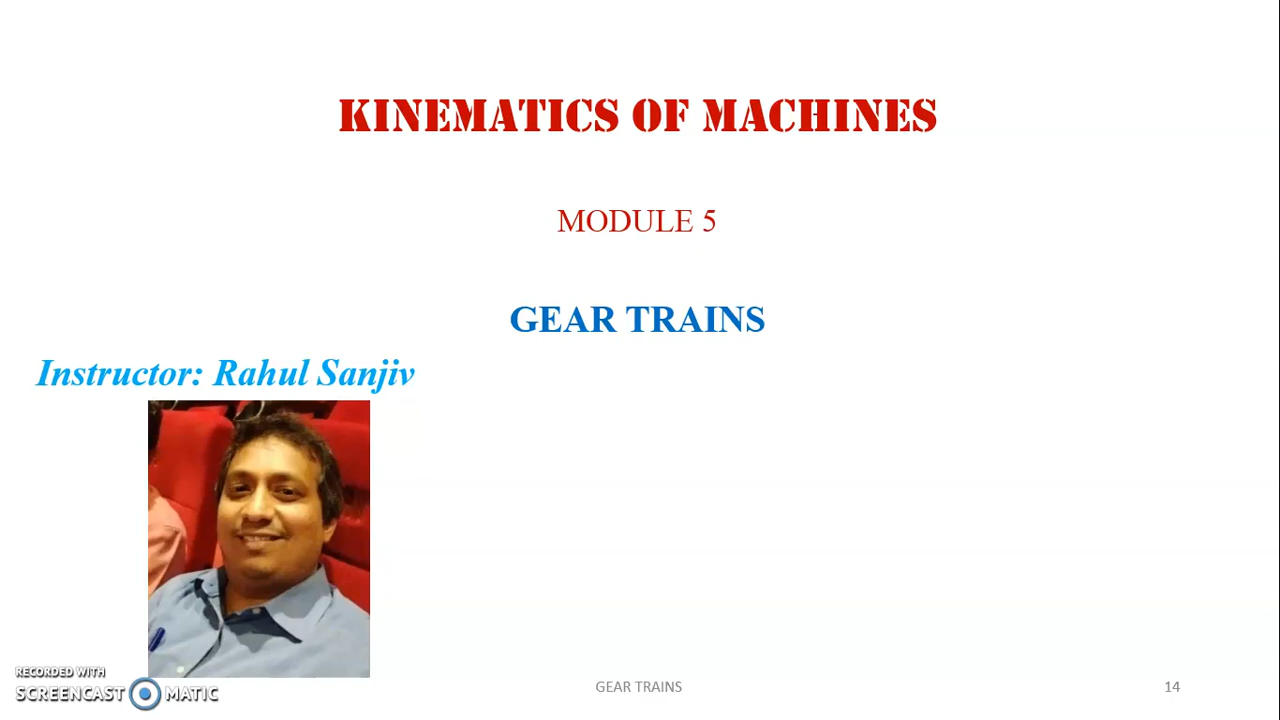 KINEMATICS OF MACHINES
MODULE 5
GEAR TRAINS
Instructor: Rahul Sanjiv
RECORDED WITH
SCREENCAST MATIC
GEAR TRAINS
14